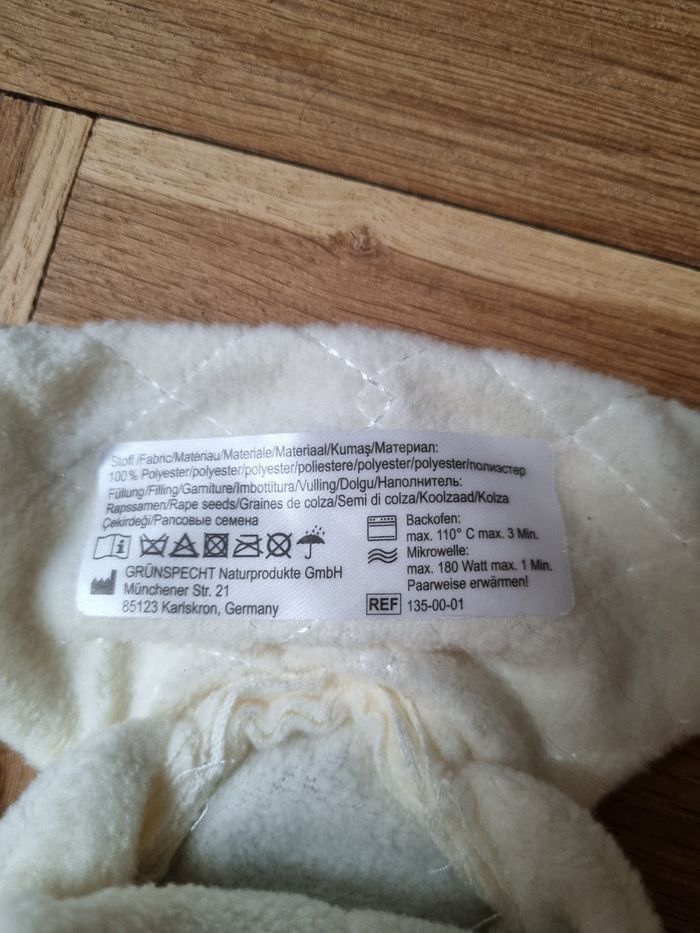 Stoff/Fabric/Materiau/Materiale/Materiaal/Kumaş/Материал:
100% Polyester/polyester/polyester/poliestere/polyester/polyester/полиэстер
Füllung/Filling/Garniture/Imbottitura/Vulling/Dolgu/Наполнитель:
Rapssamen/Rape seeds/Graines de colza/Semi di colza/Koolzaad/Kolza
Çekirdeği/Рапсовые семена
GRÜNSPECHT Naturprodukte GmbH
Münchener Str. 21
85123 Karlskron, Germany
Backofen:
max. 110° C max. 3 Min.
Mikrowelle:
max. 180 Watt max. 1 Min.
Paarweise erwärmen!
REF 135-00-01